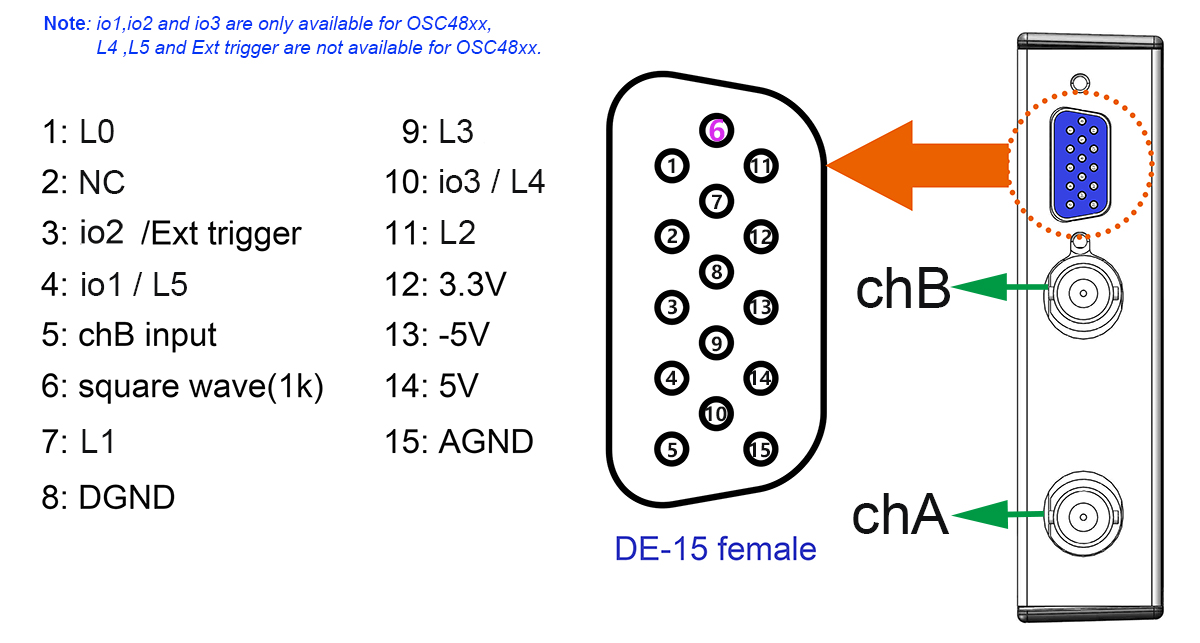 Note: io1,io2 and io3 are only available for OSC48xx,
L4 ,L5 and Ext trigger are not available for OSC48xx.
1: L0
2: NC
3: io2 /Ext trigger
4: io1 / L5
5: chB input
6: square wave(1k)
7: L1
8: DGND
9: L3
10: io3 / L4
11: L2
12: 3.3V
13: -5V
14: 5V
15: AGND
6
1 11
7
2 12
8
3 13
9
4 14
10
5 15
DE-15 female
chB
chA